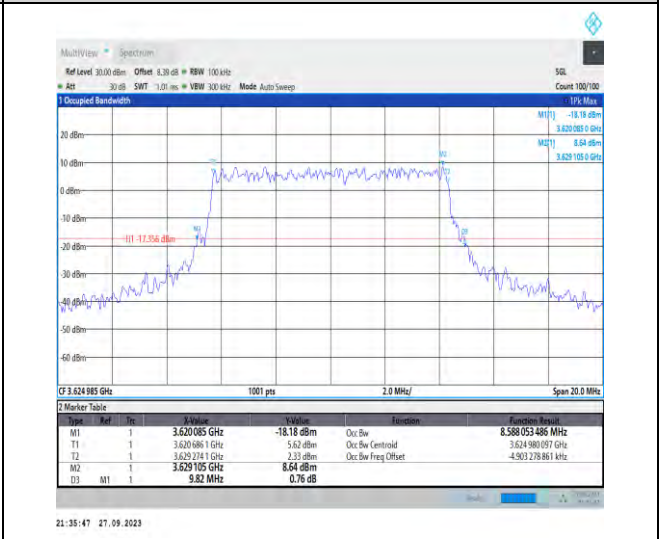 MultiView Spectrum
Ref Level 30.00 dBm Offset 8.39 dB RBW 100 kHz SGL
Att 30 dB SWT 1.01 ms VBW 300 kHz Mode Auto Sweep Count 100/100
1 Occupied Bandwidth 1Pk Max
M1[1] -18.18 dBm
3.620 085 0 GHz
M2[1] 8.64 dBm
3.629 105 0 GHz
20 dBm
10 dBm
0 dBm
-10 dBm
H1 -17.356 dBm
-20 dBm
-30 dBm
-40 dBm
-50 dBm
-60 dBm
CF 3.624 985 GHz 1001 pts 2.0 MHz/ Span 20.0 MHz
2 Marker Table
Type Ref Trc X-Value Y-Value Function Function Result
M1 1 3.620 085 GHz -18.18 dBm Occ Bw 8.588 053 486 MHz
T1 1 3.620 686 1 GHz 5.62 dBm Occ Bw Centroid 3.624 980 097 GHz
T2 1 3.629 274 1 GHz 2.33 dBm Occ Bw Freq Offset -4.903 278 861 kHz
M2 1 3.629 105 GHz 8.64 dBm
D3 M1 1 9.82 MHz 0.76 dB
21:35:47 27.09.2023